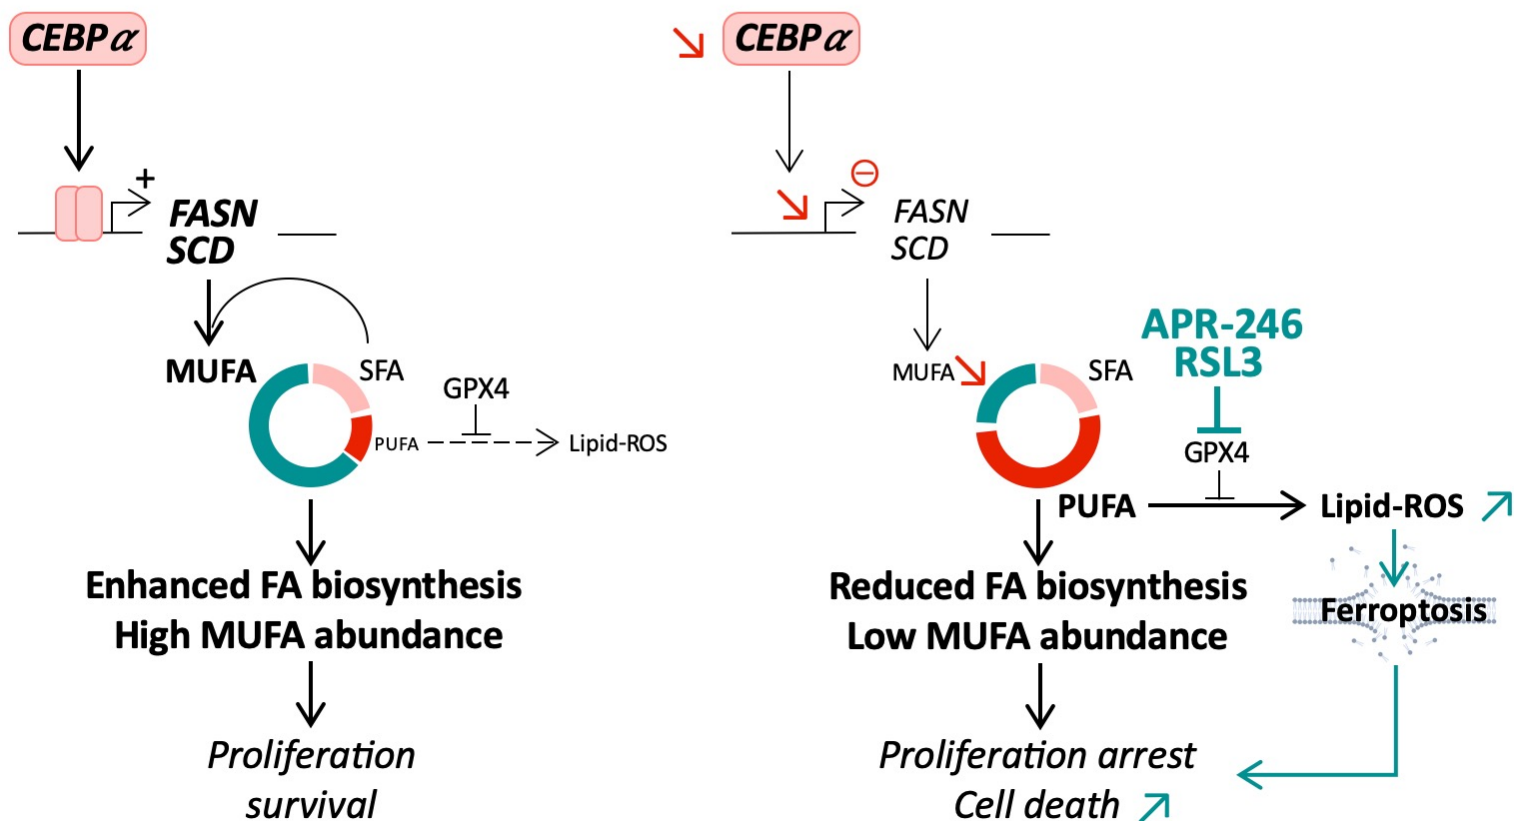 CEBPα
+
FASN
SCD
MUFA
SFA
GPX4
PUFA
Lipid-ROS
Enhanced FA biosynthesis
High MUFA abundance
Proliferation
survival
CEBPα
⊖
FASN
SCD
MUFA
SFA
APR-246
RSL3
GPX4
PUFA
Lipid-ROS
Ferroptosis
Reduced FA biosynthesis
Low MUFA abundance
Proliferation arrest
Cell death